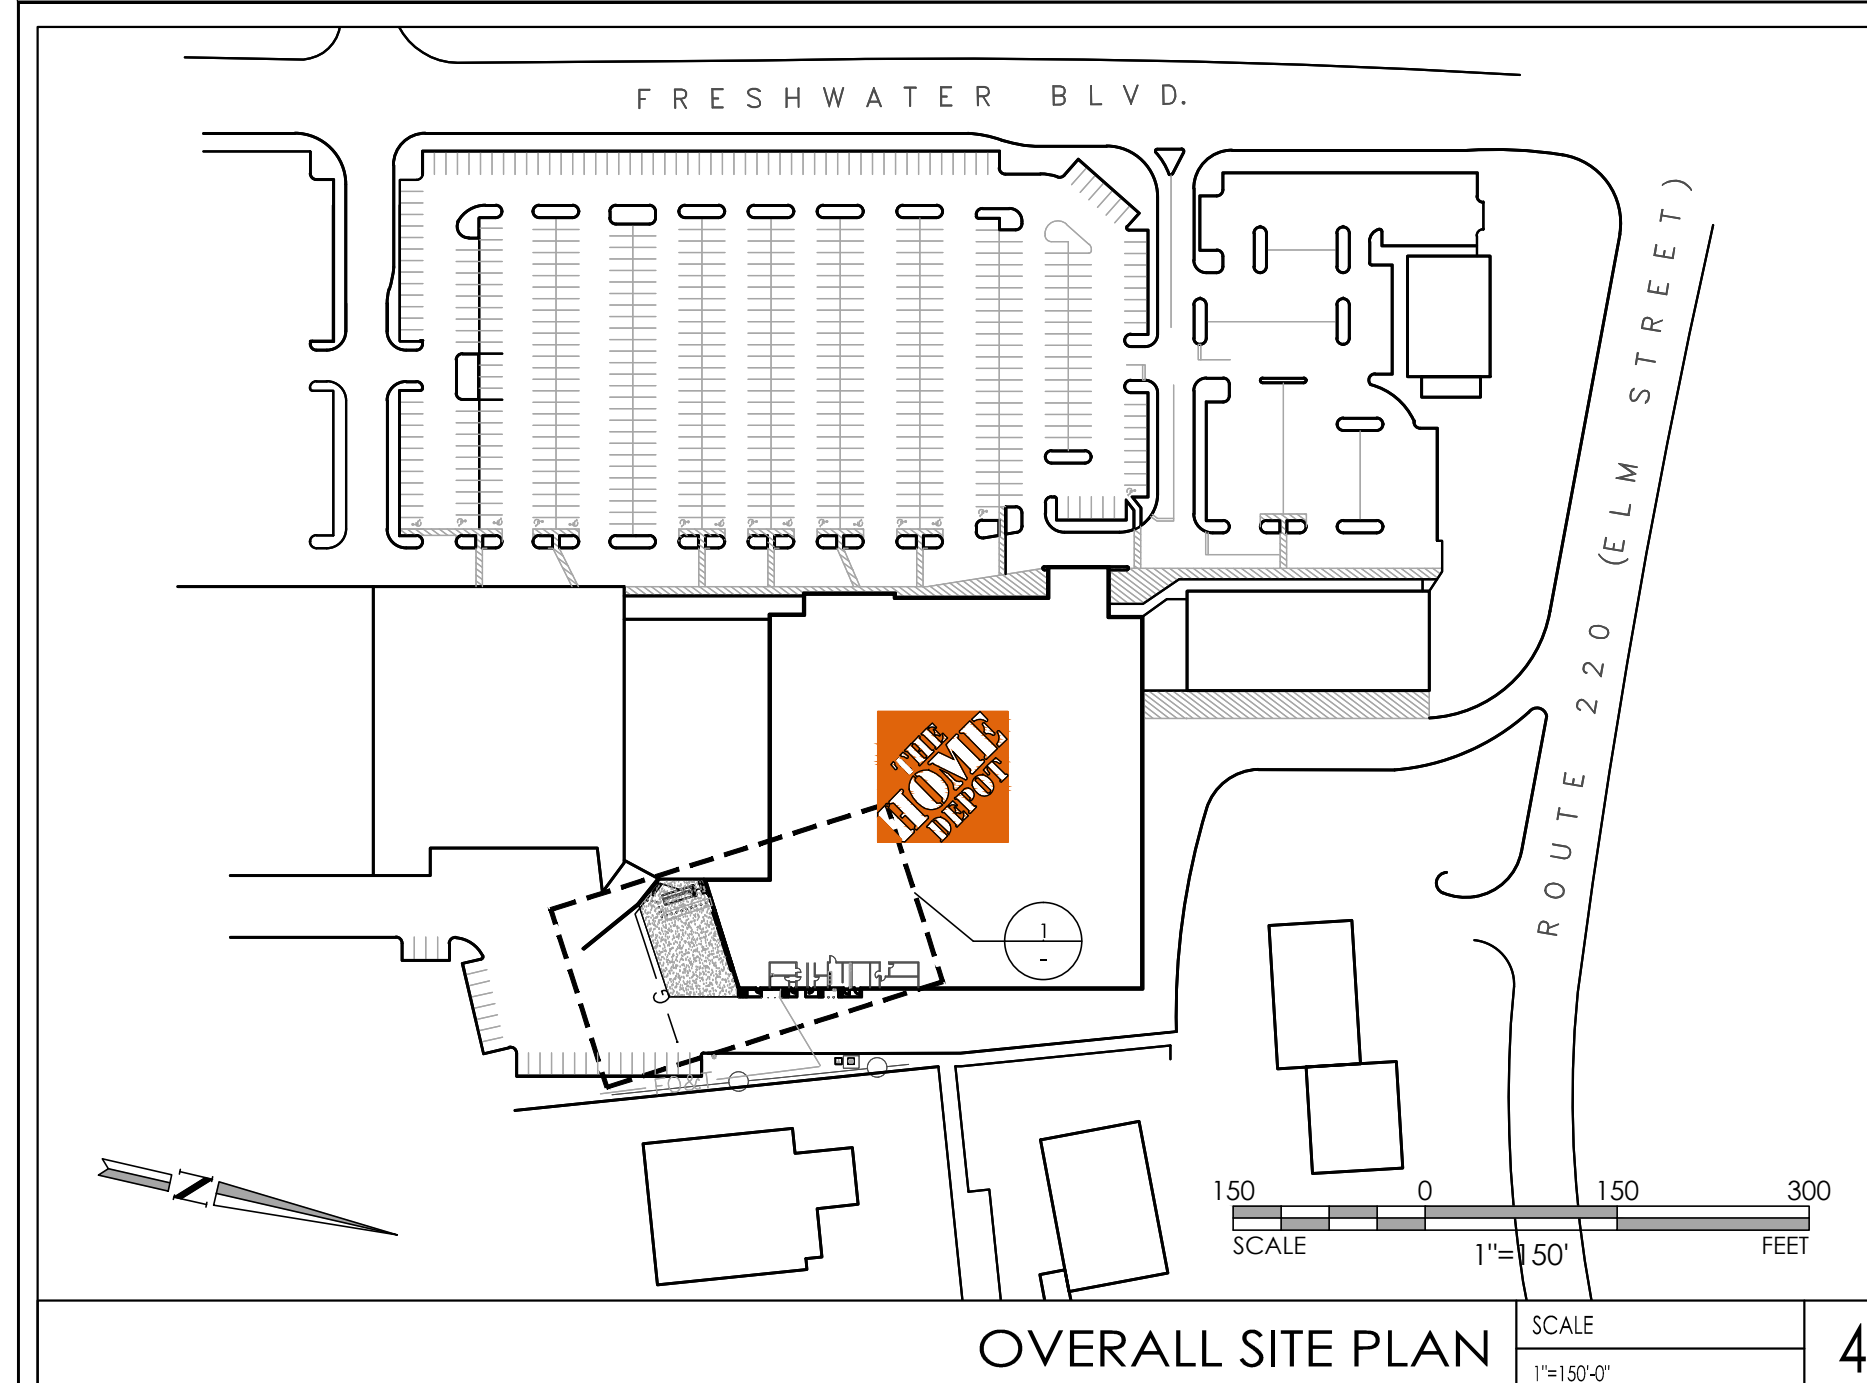 FRESHWATER BLVD.
ROUTE 220 (ELM STREET)
THE
HOME
DEPOT
1
-
G
FO&T
N
150 0 150 300
SCALE 1"=150' FEET
OVERALL SITE PLAN
SCALE
1"=150'-0"
4